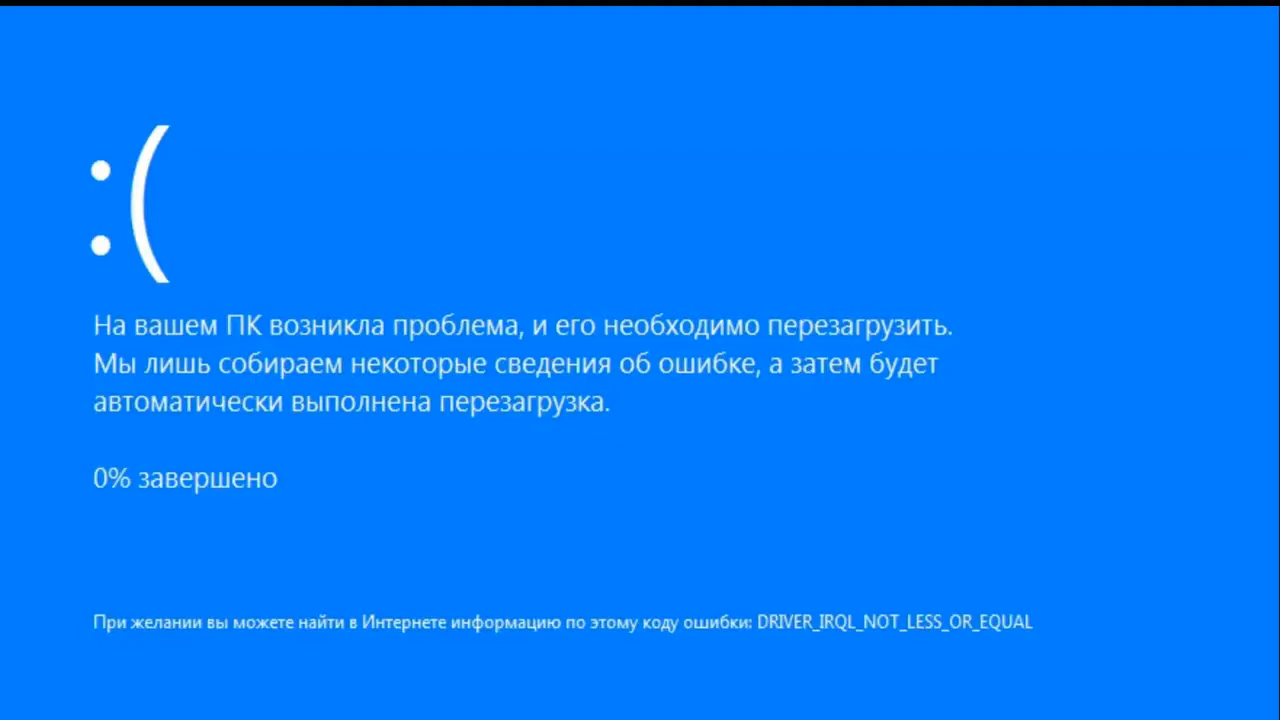 :(
На вашем ПК возникла проблема, и его необходимо перезагрузить.
Мы лишь собираем некоторые сведения об ошибке, а затем будет
автоматически выполнена перезагрузка.
0% завершено
При желании вы можете найти в Интернете информацию по этому коду ошибки: DRIVER_IRQL_NOT_LESS_OR_EQUAL